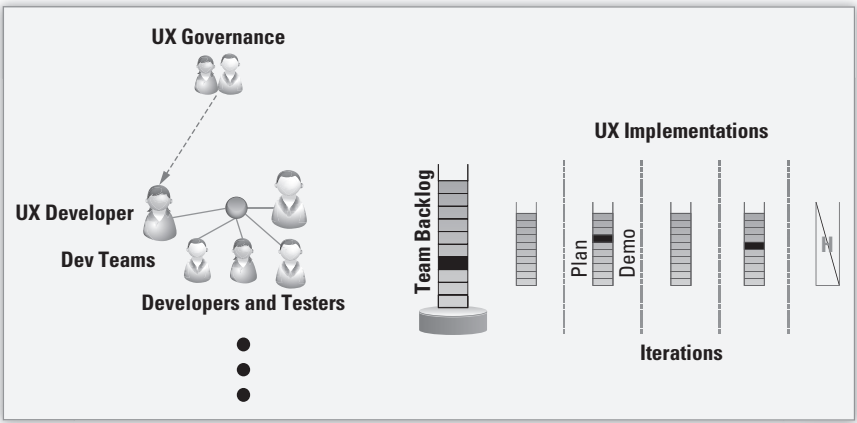 UX Governance
UX Implementations
UX Developer
Dev Teams
Developers and Testers
Team Backlog
Plan
Demo
H
Iterations